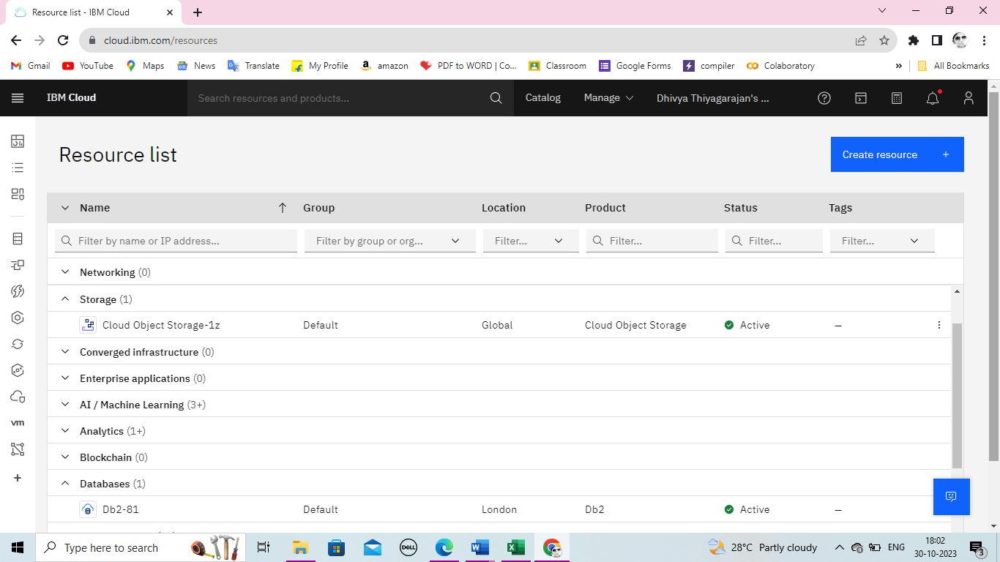 Resource list - IBM Cloud
cloud.ibm.com/resources
Gmail YouTube Maps News Translate My Profile amazon PDF to WORD | Co... Classroom Google Forms compiler Colaboratory » All Bookmarks
IBM Cloud Search resources and products... Catalog Manage Dhivya Thiyagarajan's ...
Resource list
Create resource +
Name Group Location Product Status Tags
Filter by name or IP address... Filter by group or org... Filter... Filter... Filter... Filter...
Networking (0)
Storage (1)
Cloud Object Storage-1z Default Global Cloud Object Storage Active –
Converged infrastructure (0)
Enterprise applications (0)
AI / Machine Learning (3+)
vm
Analytics (1+)
Blockchain (0)
Databases (1)
Db2-81 Default London Db2 Active –
Type here to search DELL 28°C Partly cloudy ENG 18:02
30-10-2023 3